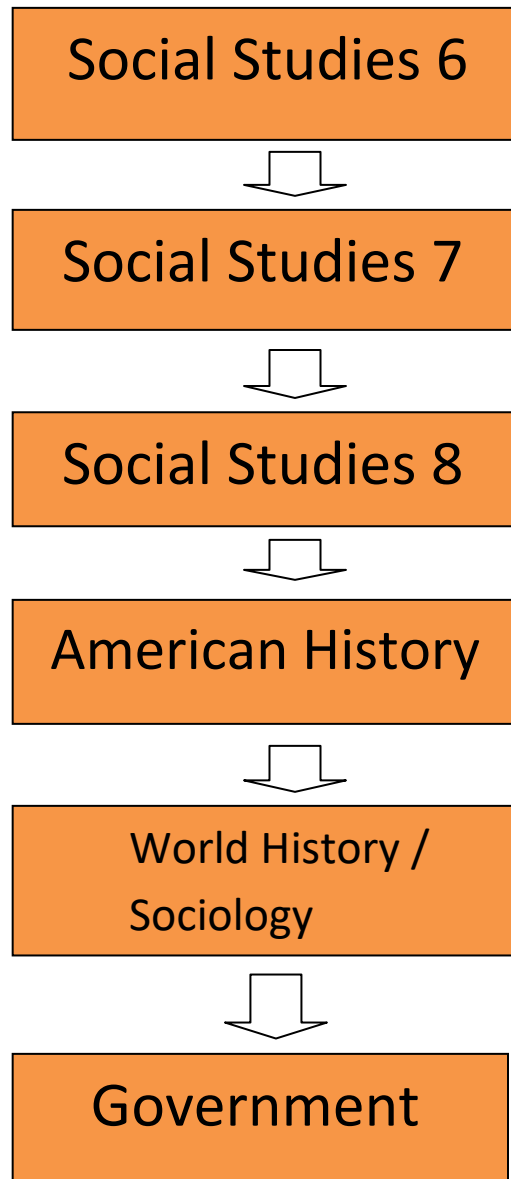 Social Studies 6
Social Studies 7
Social Studies 8
American History
World History /
Sociology
Government